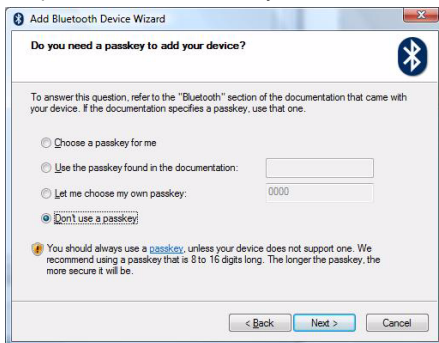 Add Bluetooth Device Wizard
Do you need a passkey to add your device?
To answer this question, refer to the "Bluetooth" section of the documentation that came with
your device. If the documentation specifies a passkey, use that one.
Choose a passkey for me
Use the passkey found in the documentation:
Let me choose my own passkey:
0000
Don't use a passkey
You should always use a passkey, unless your device does not support one. We
recommend using a passkey that is 8 to 16 digits long. The longer the passkey, the
more secure it will be.
< Back
Next >
Cancel